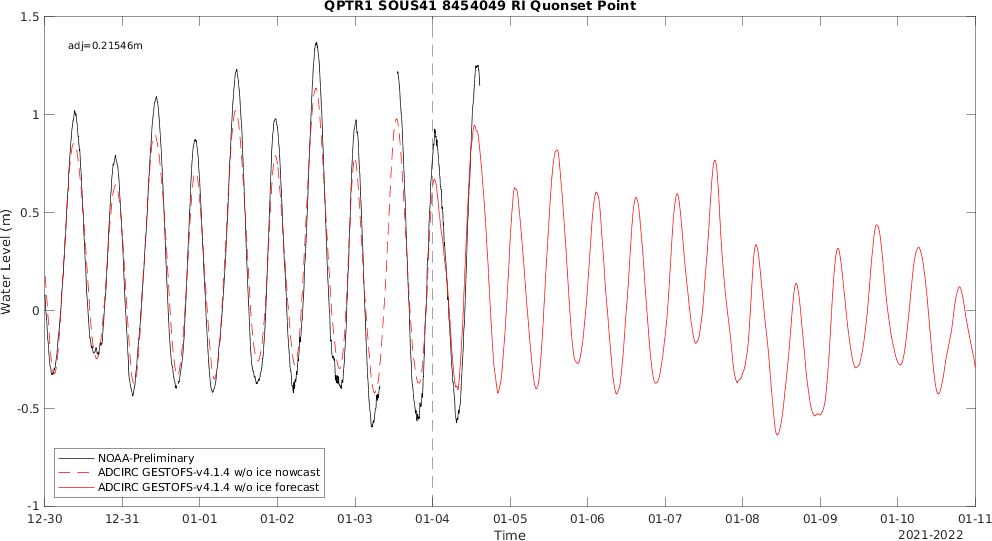 QPTR1 SOUS41 8454049 RI Quonset Point
adj=0.21546m
1.5
1
0.5
0
-0.5
-1
Water Level (m)
NOAA-Preliminary
ADCIRC GESTOFS-v4.1.4 w/o ice nowcast
ADCIRC GESTOFS-v4.1.4 w/o ice forecast
12-30 12-31 01-01 01-02 01-03 01-04 01-05 01-06 01-07 01-08 01-09 01-10 01-11
Time
2021-2022